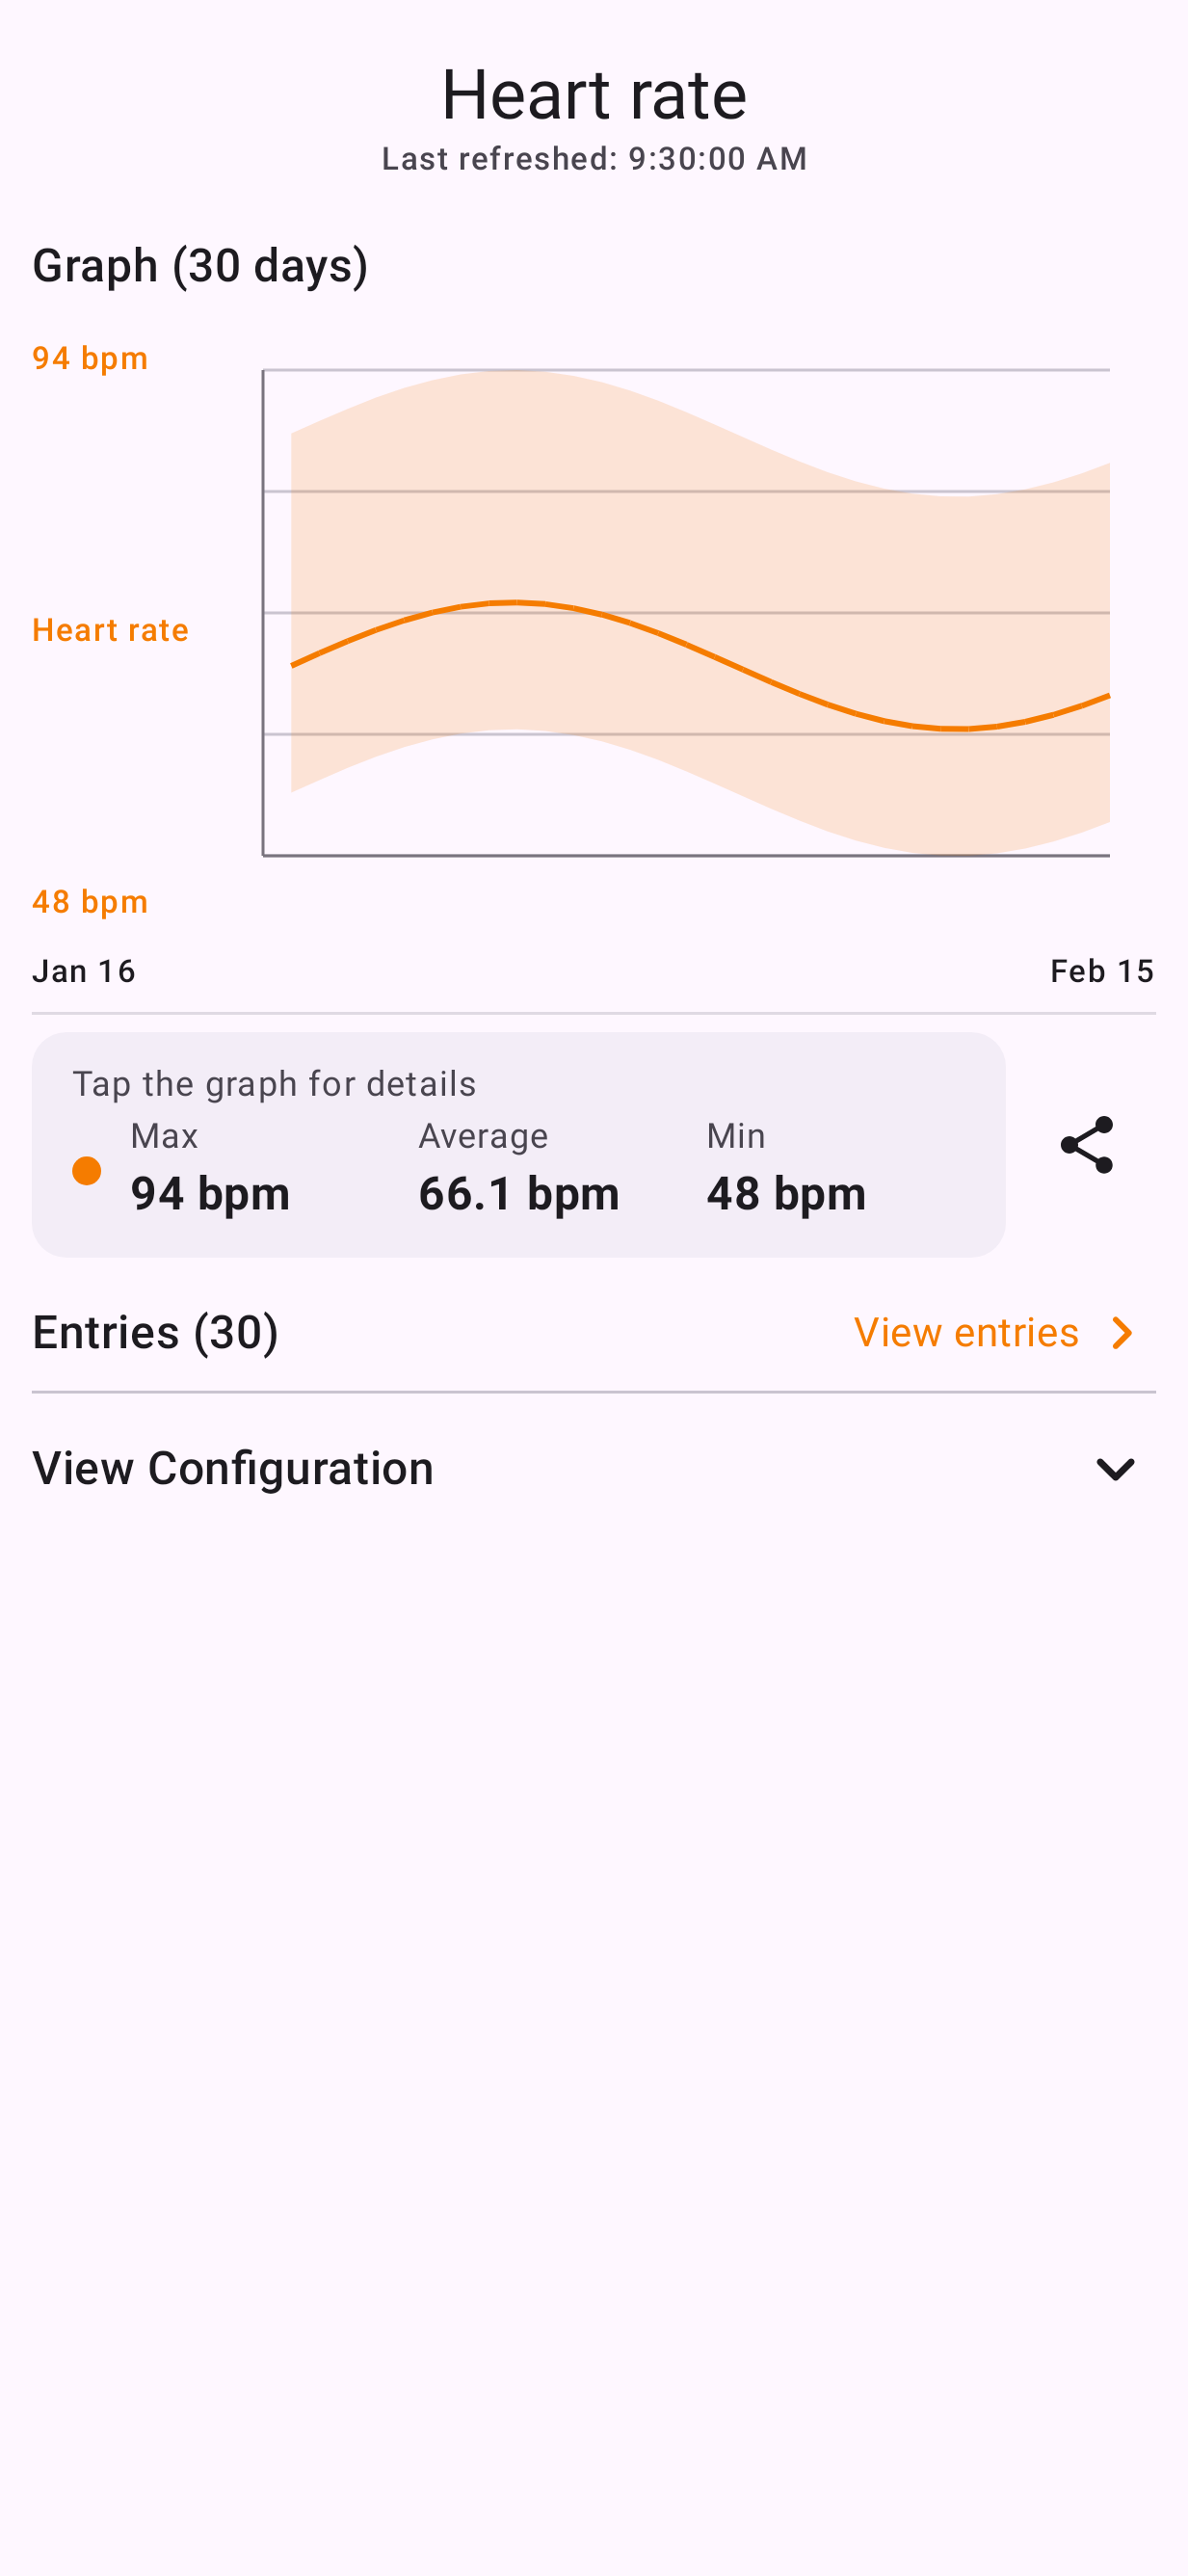 Heart rate
Last refreshed: 9:30:00 AM
Graph (30 days)
94 bpm
Heart rate
48 bpm
Jan 16 Feb 15
Tap the graph for details
Max Average Min
94 bpm 66.1 bpm 48 bpm
Entries (30) View entries
View Configuration